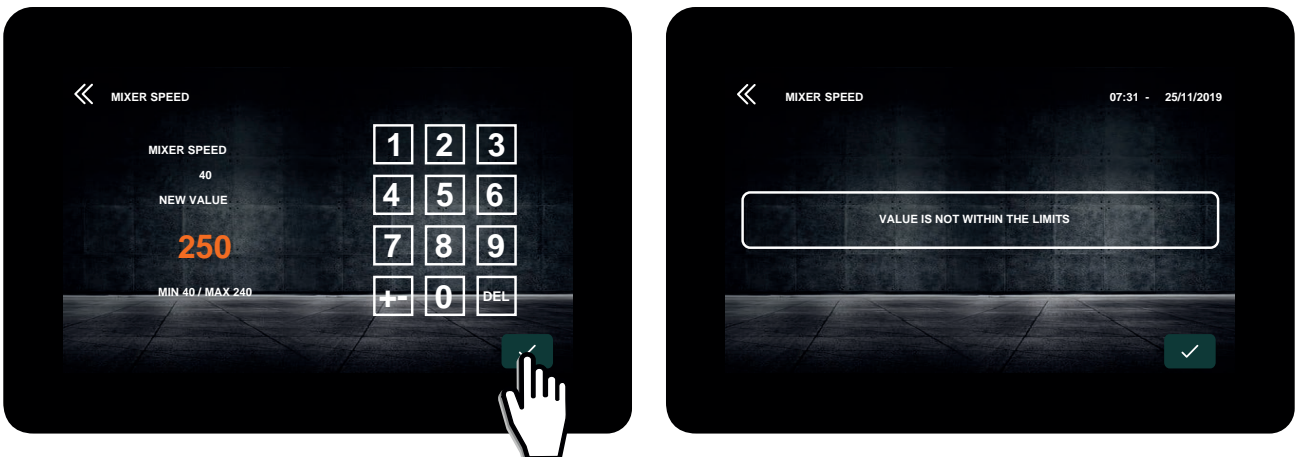 MIXER SPEED
MIXER SPEED
40
NEW VALUE
250
MIN 40 / MAX 240
1 2 3
4 5 6
7 8 9
+- 0 DEL
MIXER SPEED 07:31 - 25/11/2019
VALUE IS NOT WITHIN THE LIMITS